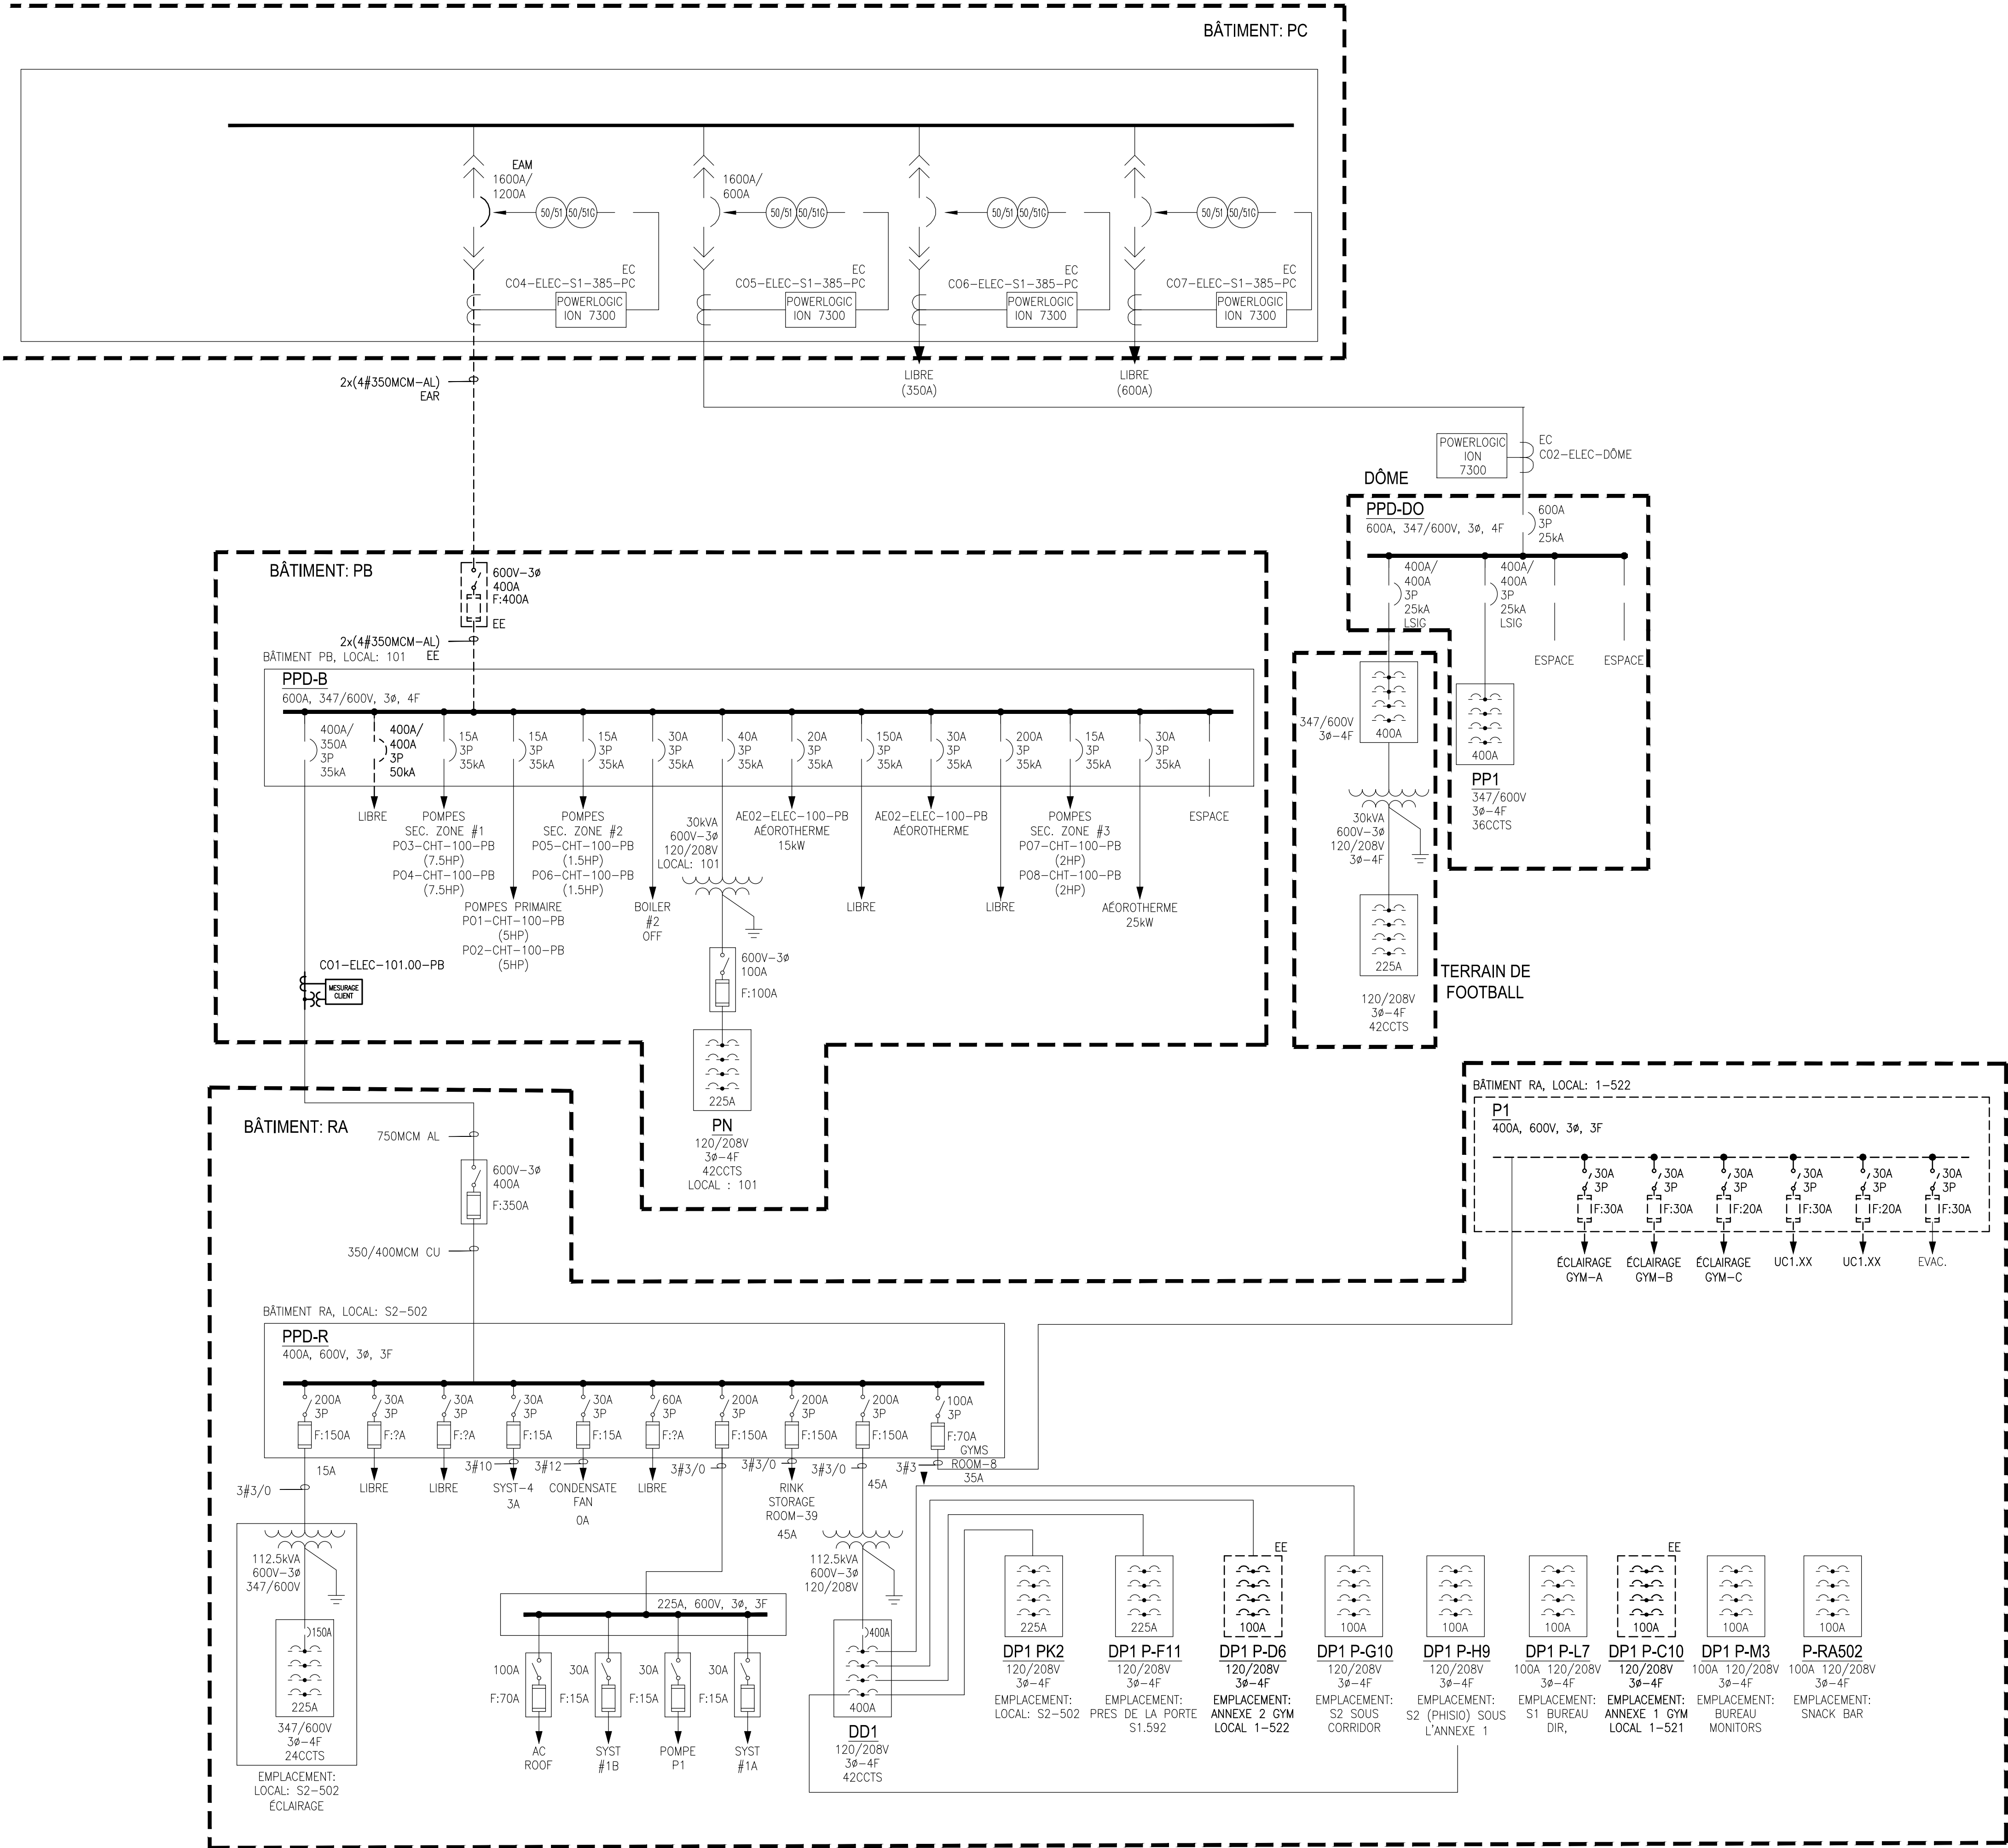 BÂTIMENT: PC
EAM
1600A/
1200A
50/51
50/51G
EC
C04-ELEC-S1-385-PC
POWERLOGIC
ION 7300
1600A/
600A
50/51
50/51G
EC
C05-ELEC-S1-385-PC
POWERLOGIC
ION 7300
50/51
50/51G
EC
C06-ELEC-S1-385-PC
POWERLOGIC
ION 7300
50/51
50/51G
EC
C07-ELEC-S1-385-PC
POWERLOGIC
ION 7300
LIBRE
(350A)
LIBRE
(600A)
2x(4#350MCM-AL)
EAR
POWERLOGIC
ION
7300
EC
C02-ELEC-DÔME
DÔME
PPD-DO
600A, 347/600V, 3ø, 4F
600A
3P
25kA
400A/
400A
3P
25kA
LSIG
400A/
400A
3P
25kA
LSIG
ESPACE
ESPACE
347/600V
3ø-4F
400A
400A
PP1
347/600V
3ø-4F
36CCTS
30kVA
600V-3ø
120/208V
3ø-4F
225A
120/208V
3ø-4F
42CCTS
TERRAIN DE
FOOTBALL
BÂTIMENT: PB
600V-3ø
400A
F:400A
EE
2x(4#350MCM-AL)
EE
BÂTIMENT PB, LOCAL: 101
PPD-B
600A, 347/600V, 3ø, 4F
400A/
350A
3P
35kA
400A/
400A
3P
50kA
15A
3P
35kA
15A
3P
35kA
15A
3P
35kA
30A
3P
35kA
40A
3P
35kA
20A
3P
35kA
150A
3P
35kA
30A
3P
35kA
200A
3P
35kA
15A
3P
35kA
30A
3P
35kA
LIBRE
POMPES
SEC. ZONE #1
PO3-CHT-100-PB
(7.5HP)
PO4-CHT-100-PB
(7.5HP)
POMPES PRIMAIRE
PO1-CHT-100-PB
(5HP)
PO2-CHT-100-PB
(5HP)
POMPES
SEC. ZONE #2
PO5-CHT-100-PB
(1.5HP)
PO6-CHT-100-PB
(1.5HP)
BOILER
#2
OFF
30kVA
600V-3ø
120/208V
LOCAL: 101
AE02-ELEC-100-PB
AÉOROTHERME
15kW
LIBRE
AE02-ELEC-100-PB
AÉOROTHERME
LIBRE
POMPES
SEC. ZONE #3
PO7-CHT-100-PB
(2HP)
PO8-CHT-100-PB
(2HP)
AÉOROTHERME
25kW
ESPACE
600V-3ø
100A
F:100A
225A
PN
120/208V
3ø-4F
42CCTS
LOCAL : 101
C01-ELEC-101.00-PB
MESURAGE
CLIENT
BÂTIMENT: RA
750MCM AL
600V-3ø
400A
F:350A
350/400MCM CU
BÂTIMENT RA, LOCAL: 1-522
P1
400A, 600V, 3ø, 3F
30A
3P
F:30A
30A
3P
F:30A
30A
3P
F:20A
30A
3P
F:30A
30A
3P
F:20A
30A
3P
F:30A
ÉCLAIRAGE
GYM-A
ÉCLAIRAGE
GYM-B
ÉCLAIRAGE
GYM-C
UC1.XX
UC1.XX
EVAC.
BÂTIMENT RA, LOCAL: S2-502
PPD-R
400A, 600V, 3ø, 3F
200A
3P
F:150A
30A
3P
F:?A
30A
3P
F:?A
30A
3P
F:15A
30A
3P
F:15A
60A
3P
F:?A
200A
3P
F:150A
200A
3P
F:150A
200A
3P
F:150A
100A
3P
F:70A
GYMS
ROOM-8
35A
15A
3#3/0
LIBRE
LIBRE
3#10
SYST-4
3A
3#12
CONDENSATE
FAN
0A
LIBRE
3#3/0
3#3/0
RINK
STORAGE
ROOM-39
45A
3#3/0
45A
3#3
112.5kVA
600V-3ø
347/600V
150A
225A
347/600V
3ø-4F
24CCTS
EMPLACEMENT:
LOCAL: S2-502
ÉCLAIRAGE
225A, 600V, 3ø, 3F
100A
F:70A
30A
F:15A
30A
F:15A
30A
F:15A
AC
ROOF
SYST
#1B
POMPE
P1
SYST
#1A
112.5kVA
600V-3ø
120/208V
400A
400A
DD1
120/208V
3ø-4F
42CCTS
225A
DP1 PK2
120/208V
3ø-4F
EMPLACEMENT:
LOCAL: S2-502
225A
DP1 P-F11
120/208V
3ø-4F
EMPLACEMENT:
PRES DE LA PORTE
S1.592
EE
100A
DP1 P-D6
120/208V
3ø-4F
EMPLACEMENT:
ANNEXE 2 GYM
LOCAL 1-522
100A
DP1 P-G10
120/208V
3ø-4F
EMPLACEMENT:
S2 SOUS
CORRIDOR
100A
DP1 P-H9
120/208V
3ø-4F
EMPLACEMENT:
S2 (PHISIO) SOUS
L'ANNEXE 1
100A
DP1 P-L7
100A 120/208V
3ø-4F
EMPLACEMENT:
S1 BUREAU
DIR,
EE
100A
DP1 P-C10
120/208V
3ø-4F
EMPLACEMENT:
ANNEXE 1 GYM
LOCAL 1-521
100A
DP1 P-M3
100A 120/208V
3ø-4F
EMPLACEMENT:
BUREAU
MONITORS
100A
P-RA502
100A 120/208V
3ø-4F
EMPLACEMENT:
SNACK BAR